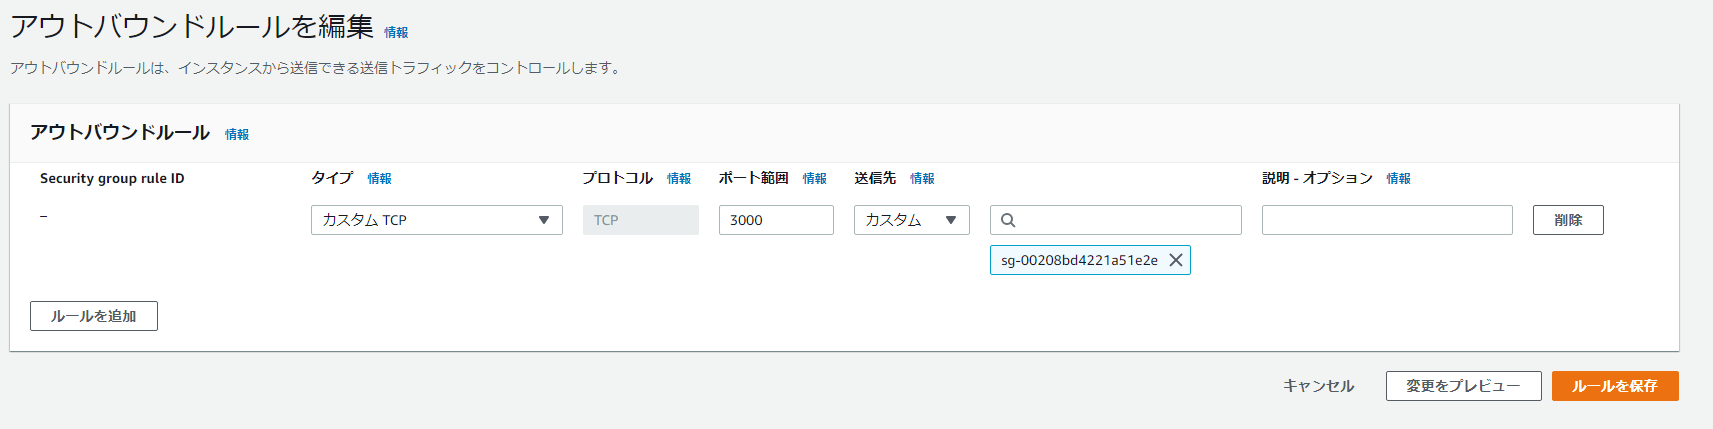 アウトバウンドルールを編集 情報
アウトバウンドルールは、インスタンスから送信できる送信トラフィックをコントロールします。
アウトバウンドルール 情報
Security group rule ID タイプ 情報 プロトコル 情報 ポート範囲 情報 送信先 情報 説明 - オプション 情報
– カスタム TCP TCP 3000 カスタム 削除
sg-00208bd4221a51e2e
ルールを追加
キャンセル 変更をプレビュー ルールを保存